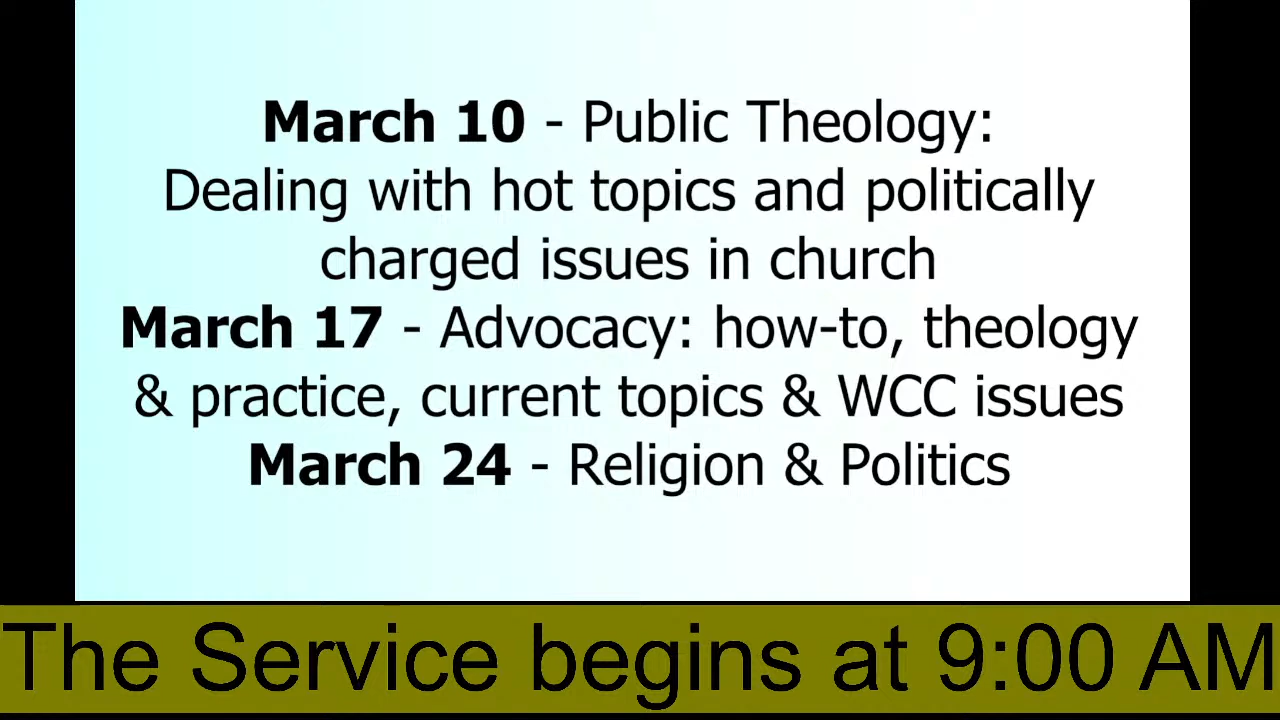 March 10 - Public Theology:
Dealing with hot topics and politically
charged issues in church
March 17 - Advocacy: how-to, theology
& practice, current topics & WCC issues
March 24 - Religion & Politics
The Service begins at 9:00 AM